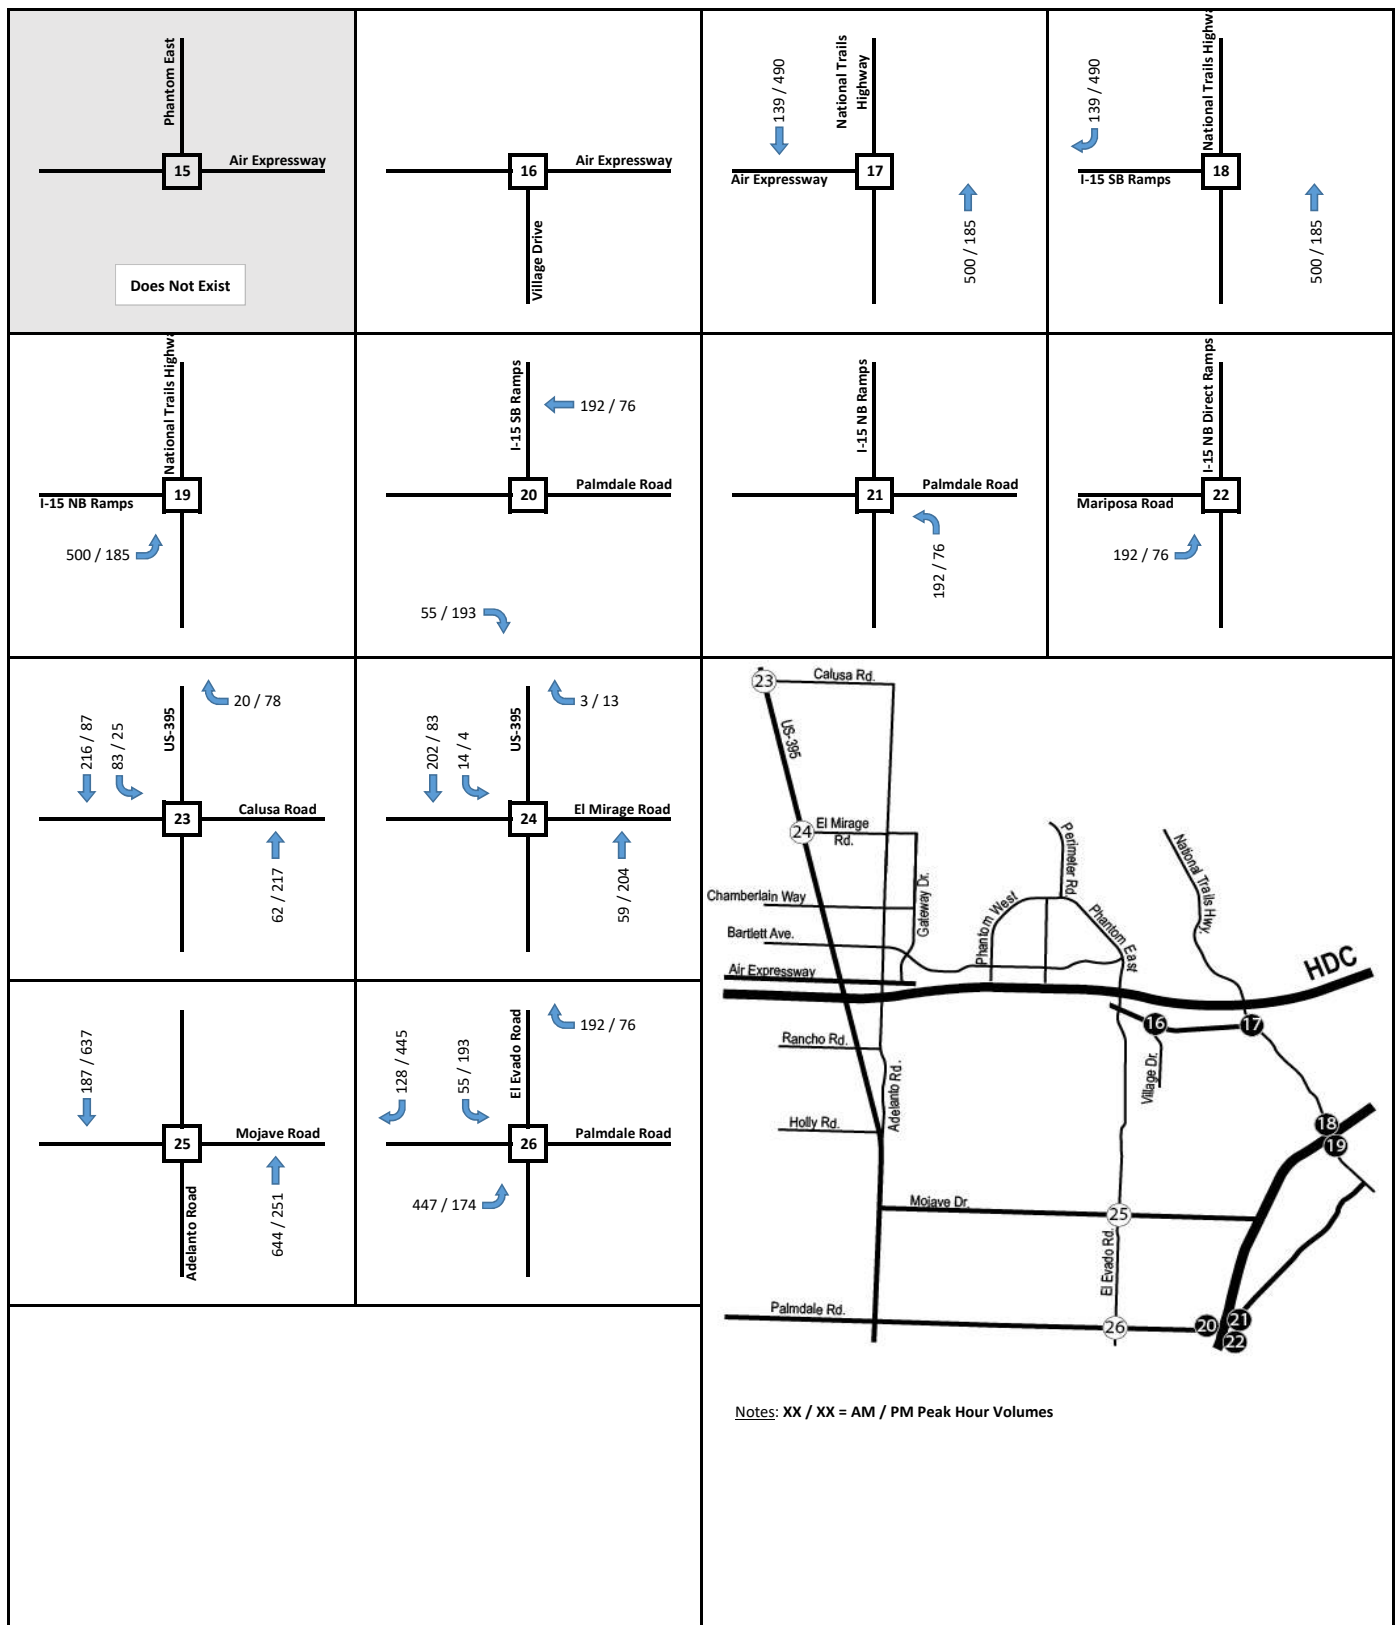 Phantom East
15
Air Expressway
Does Not Exist
16
Air Expressway
Village Drive
139 / 490
National Trails
Highway
Air Expressway
17
500 / 185
139 / 490
National Trails Highw
I-15 SB Ramps
18
500 / 185
National Trails Highw
19
I-15 NB Ramps
500 / 185
I-15 SB Ramps
192 / 76
20
Palmdale Road
55 / 193
I-15 NB Ramps
21
Palmdale Road
192 / 76
I-15 NB Direct Ramps
22
Mariposa Road
192 / 76
216 / 87
83 / 25
US-395
20 / 78
23
Calusa Road
62 / 217
202 / 83
14 / 4
US-395
3 / 13
24
El Mirage Road
59 / 204
187 / 637
25
Mojave Road
Adelanto Road
644 / 251
128 / 445
55 / 193
El Evado Road
192 / 76
26
Palmdale Road
447 / 174
23
Calusa Rd.
US-395
24
El Mirage
Rd.
Gateway Dr.
Chamberlain Way
Bartlett Ave.
Air Expressway
Phantom West
Perimeter Rd.
Phantom East
National Trails Hwy.
HDC
16
17
Village Dr.
Rancho Rd.
Adelanto Rd.
Holly Rd.
18
19
Mojave Dr.
25
El Evado Rd.
Palmdale Rd.
26
20
21
22
Notes: XX / XX = AM / PM Peak Hour Volumes